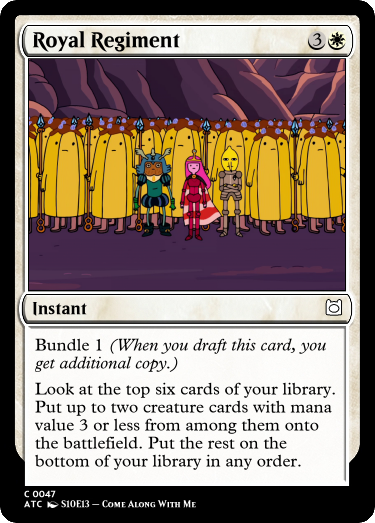 Royal Regiment 3
Instant
Bundle 1 (When you draft this card, you
get additional copy.)
Look at the top six cards of your library.
Put up to two creature cards with mana
value 3 or less from among them onto
the battlefield. Put the rest on the
bottom of your library in any order.
C 0047
ATC S10E13 — Come Along With Me